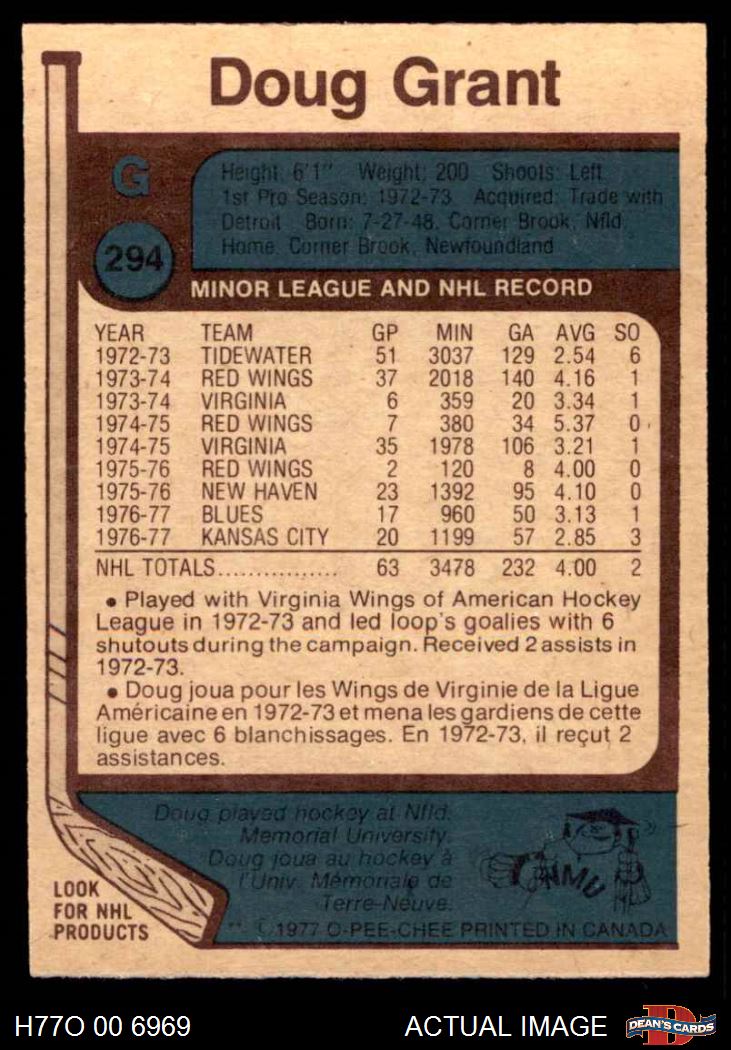 Doug Grant
G
Height: 6'1" Weight: 200 Shoots: Left
1st Pro Season: 1972-73 Acquired: Trade with
Detroit Born: 7-27-48, Corner Brook, Nfld.
Home: Corner Brook, Newfoundland
294
MINOR LEAGUE AND NHL RECORD
YEAR TEAM GP MIN GA AVG SO
1972-73 TIDEWATER 51 3037 129 2.54 6
1973-74 RED WINGS 37 2018 140 4.16 1
1973-74 VIRGINIA 6 359 20 3.34 1
1974-75 RED WINGS 7 380 34 5.37 0
1974-75 VIRGINIA 35 1978 106 3.21 1
1975-76 RED WINGS 2 120 8 4.00 0
1975-76 NEW HAVEN 23 1392 95 4.10 0
1976-77 BLUES 17 960 50 3.13 1
1976-77 KANSAS CITY 20 1199 57 2.85 3
NHL TOTALS................ 63 3478 232 4.00 2
• Played with Virginia Wings of American Hockey
League in 1972-73 and led loop's goalies with 6
shutouts during the campaign. Received 2 assists in
1972-73.
• Doug joua pour les Wings de Virginie de la Ligue
Américaine en 1972-73 et mena les gardiens de cette
ligue avec 6 blanchissages. En 1972-73, il reçut 2
assistances.
Doug played hockey at Nfld.
Memorial University.
Doug joua au hockey à
l'Univ. Mémoriale de
Terre-Neuve.
MU
LOOK
FOR NHL
PRODUCTS
** ©1977 O-PEE-CHEE PRINTED IN CANADA
H77O 00 6969
ACTUAL IMAGE
D
DEAN'S CARDS